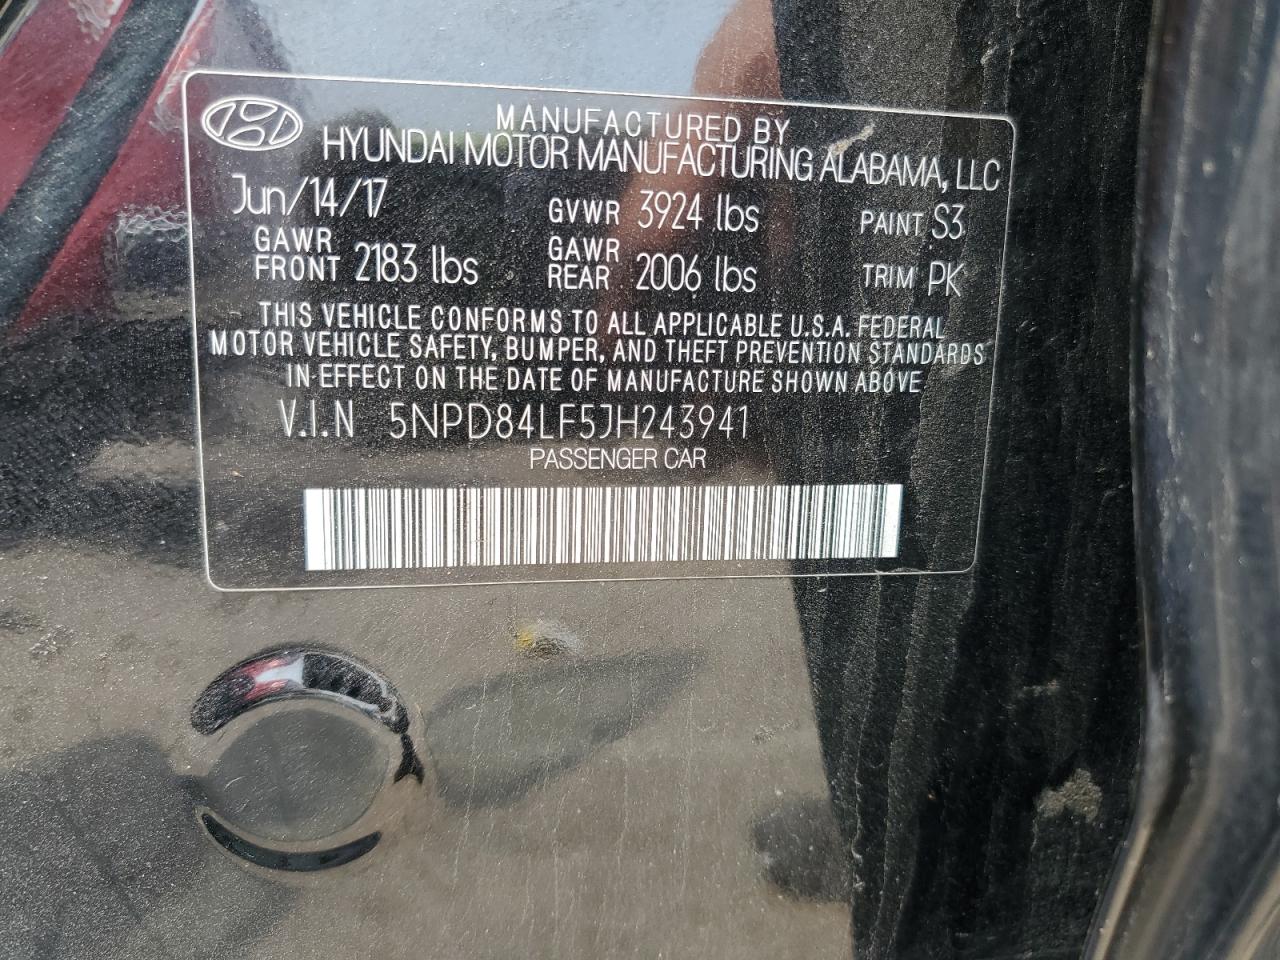 MANUFACTURED BY
HYUNDAI MOTOR MANUFACTURING ALABAMA, LLC
Jun/14/17 GVWR 3924 lbs PAINT S3
GAWR FRONT 2183 lbs GAWR REAR 2006 lbs TRIM PK
THIS VEHICLE CONFORMS TO ALL APPLICABLE U.S.A. FEDERAL
MOTOR VEHICLE SAFETY, BUMPER, AND THEFT PREVENTION STANDARDS
IN EFFECT ON THE DATE OF MANUFACTURE SHOWN ABOVE
V.I.N 5NPD84LF5JH243941
PASSENGER CAR